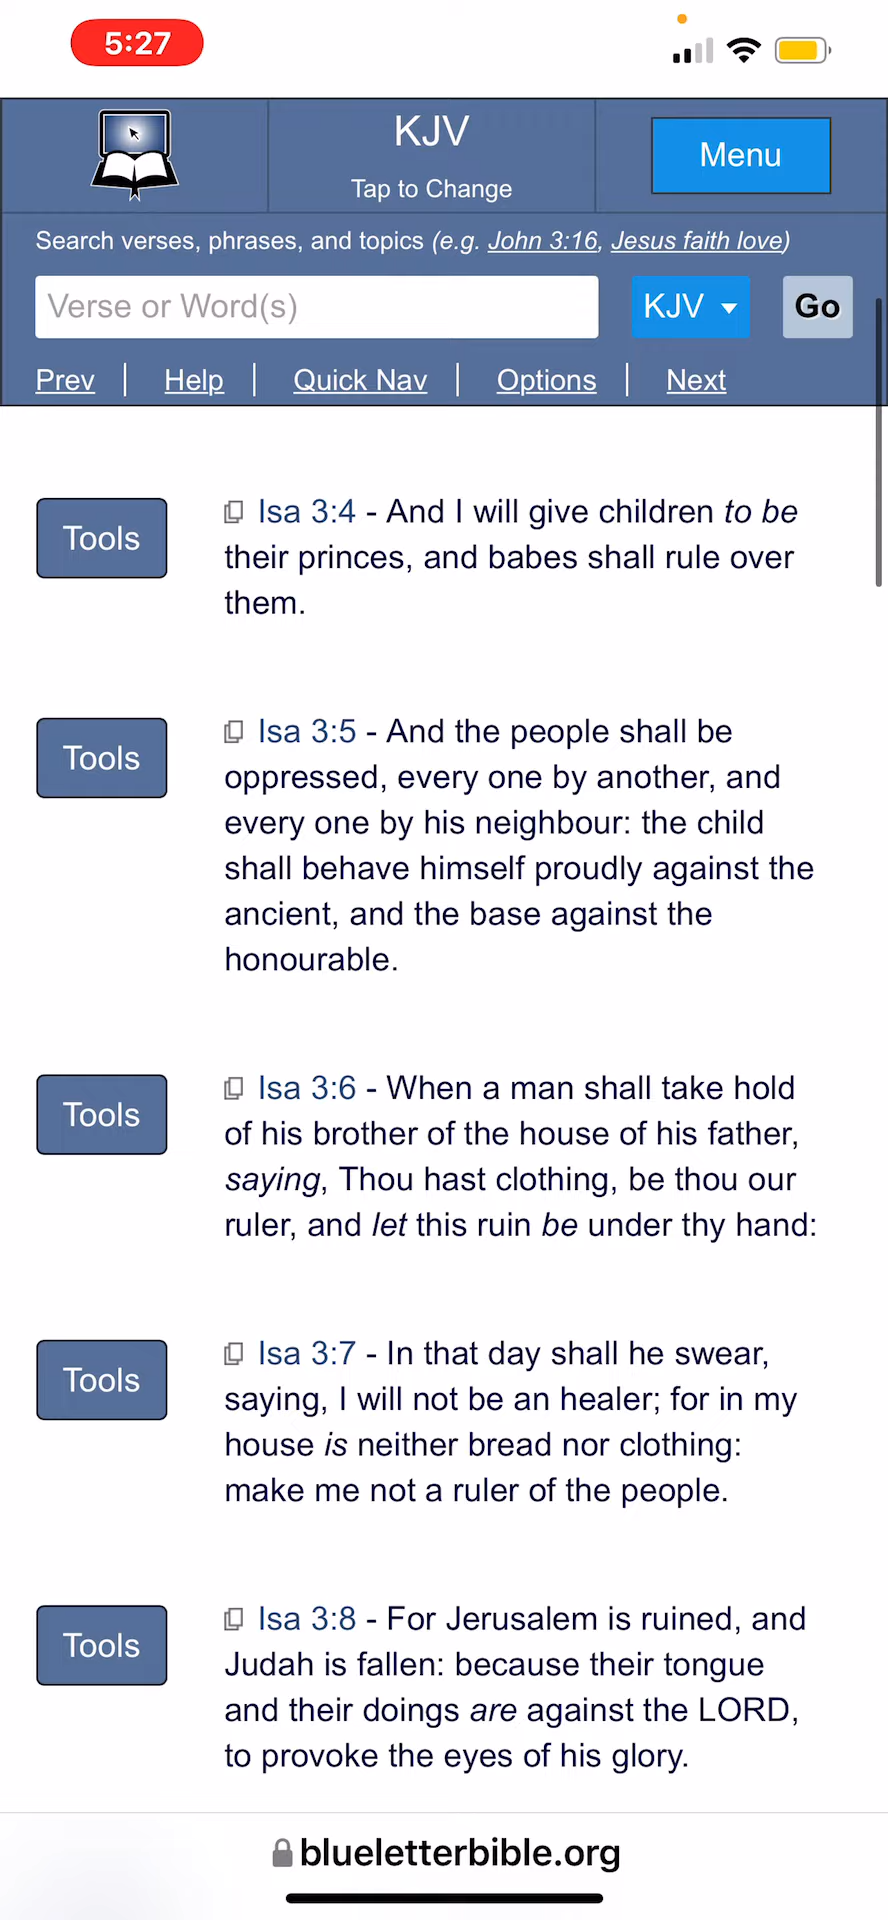 5:27
KJV
Tap to Change
Menu
Search verses, phrases, and topics (e.g. John 3:16, Jesus faith love)
Verse or Word(s)
KJV
Go
Prev | Help | Quick Nav | Options | Next
Tools
Isa 3:4 - And I will give children to be
their princes, and babes shall rule over
them.
Tools
Isa 3:5 - And the people shall be
oppressed, every one by another, and
every one by his neighbour: the child
shall behave himself proudly against the
ancient, and the base against the
honourable.
Tools
Isa 3:6 - When a man shall take hold
of his brother of the house of his father,
saying, Thou hast clothing, be thou our
ruler, and let this ruin be under thy hand:
Tools
Isa 3:7 - In that day shall he swear,
saying, I will not be an healer; for in my
house is neither bread nor clothing:
make me not a ruler of the people.
Tools
Isa 3:8 - For Jerusalem is ruined, and
Judah is fallen: because their tongue
and their doings are against the LORD,
to provoke the eyes of his glory.
blueletterbible.org